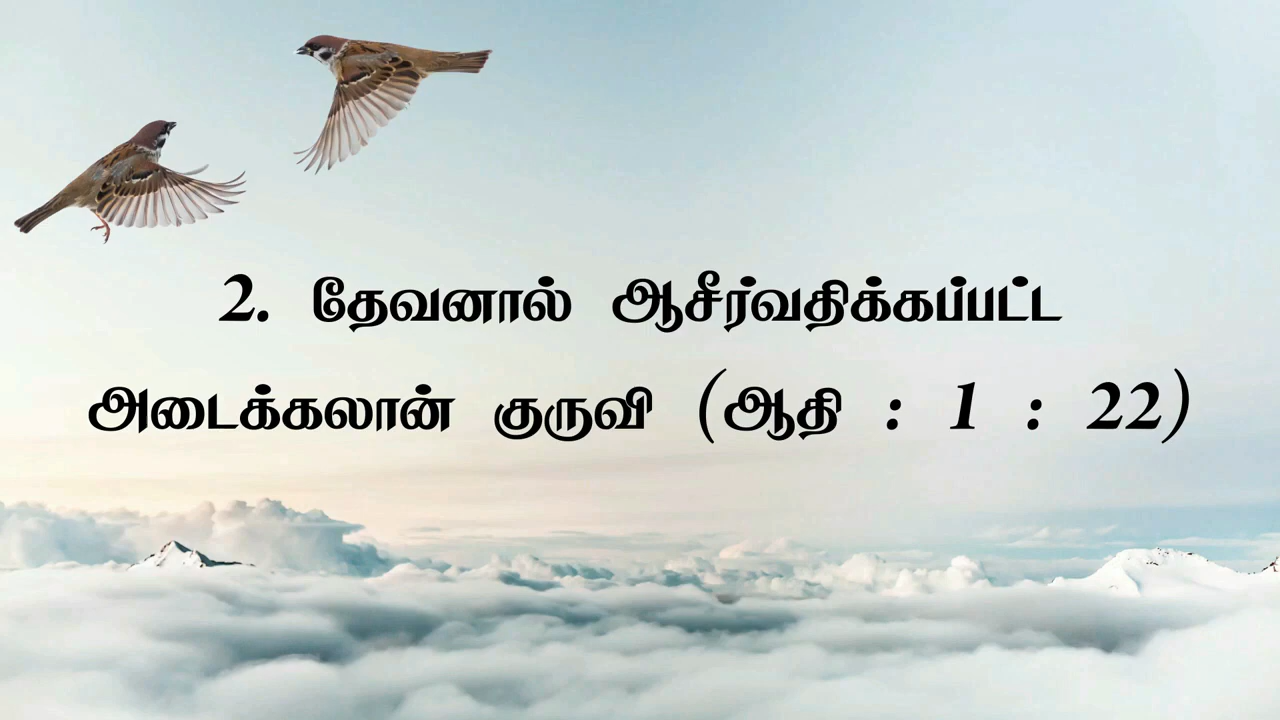 2. தேவனால் ஆசீர்வதிக்கப்பட்ட
அடைக்கலான் குருவி (ஆதி : 1 : 22)